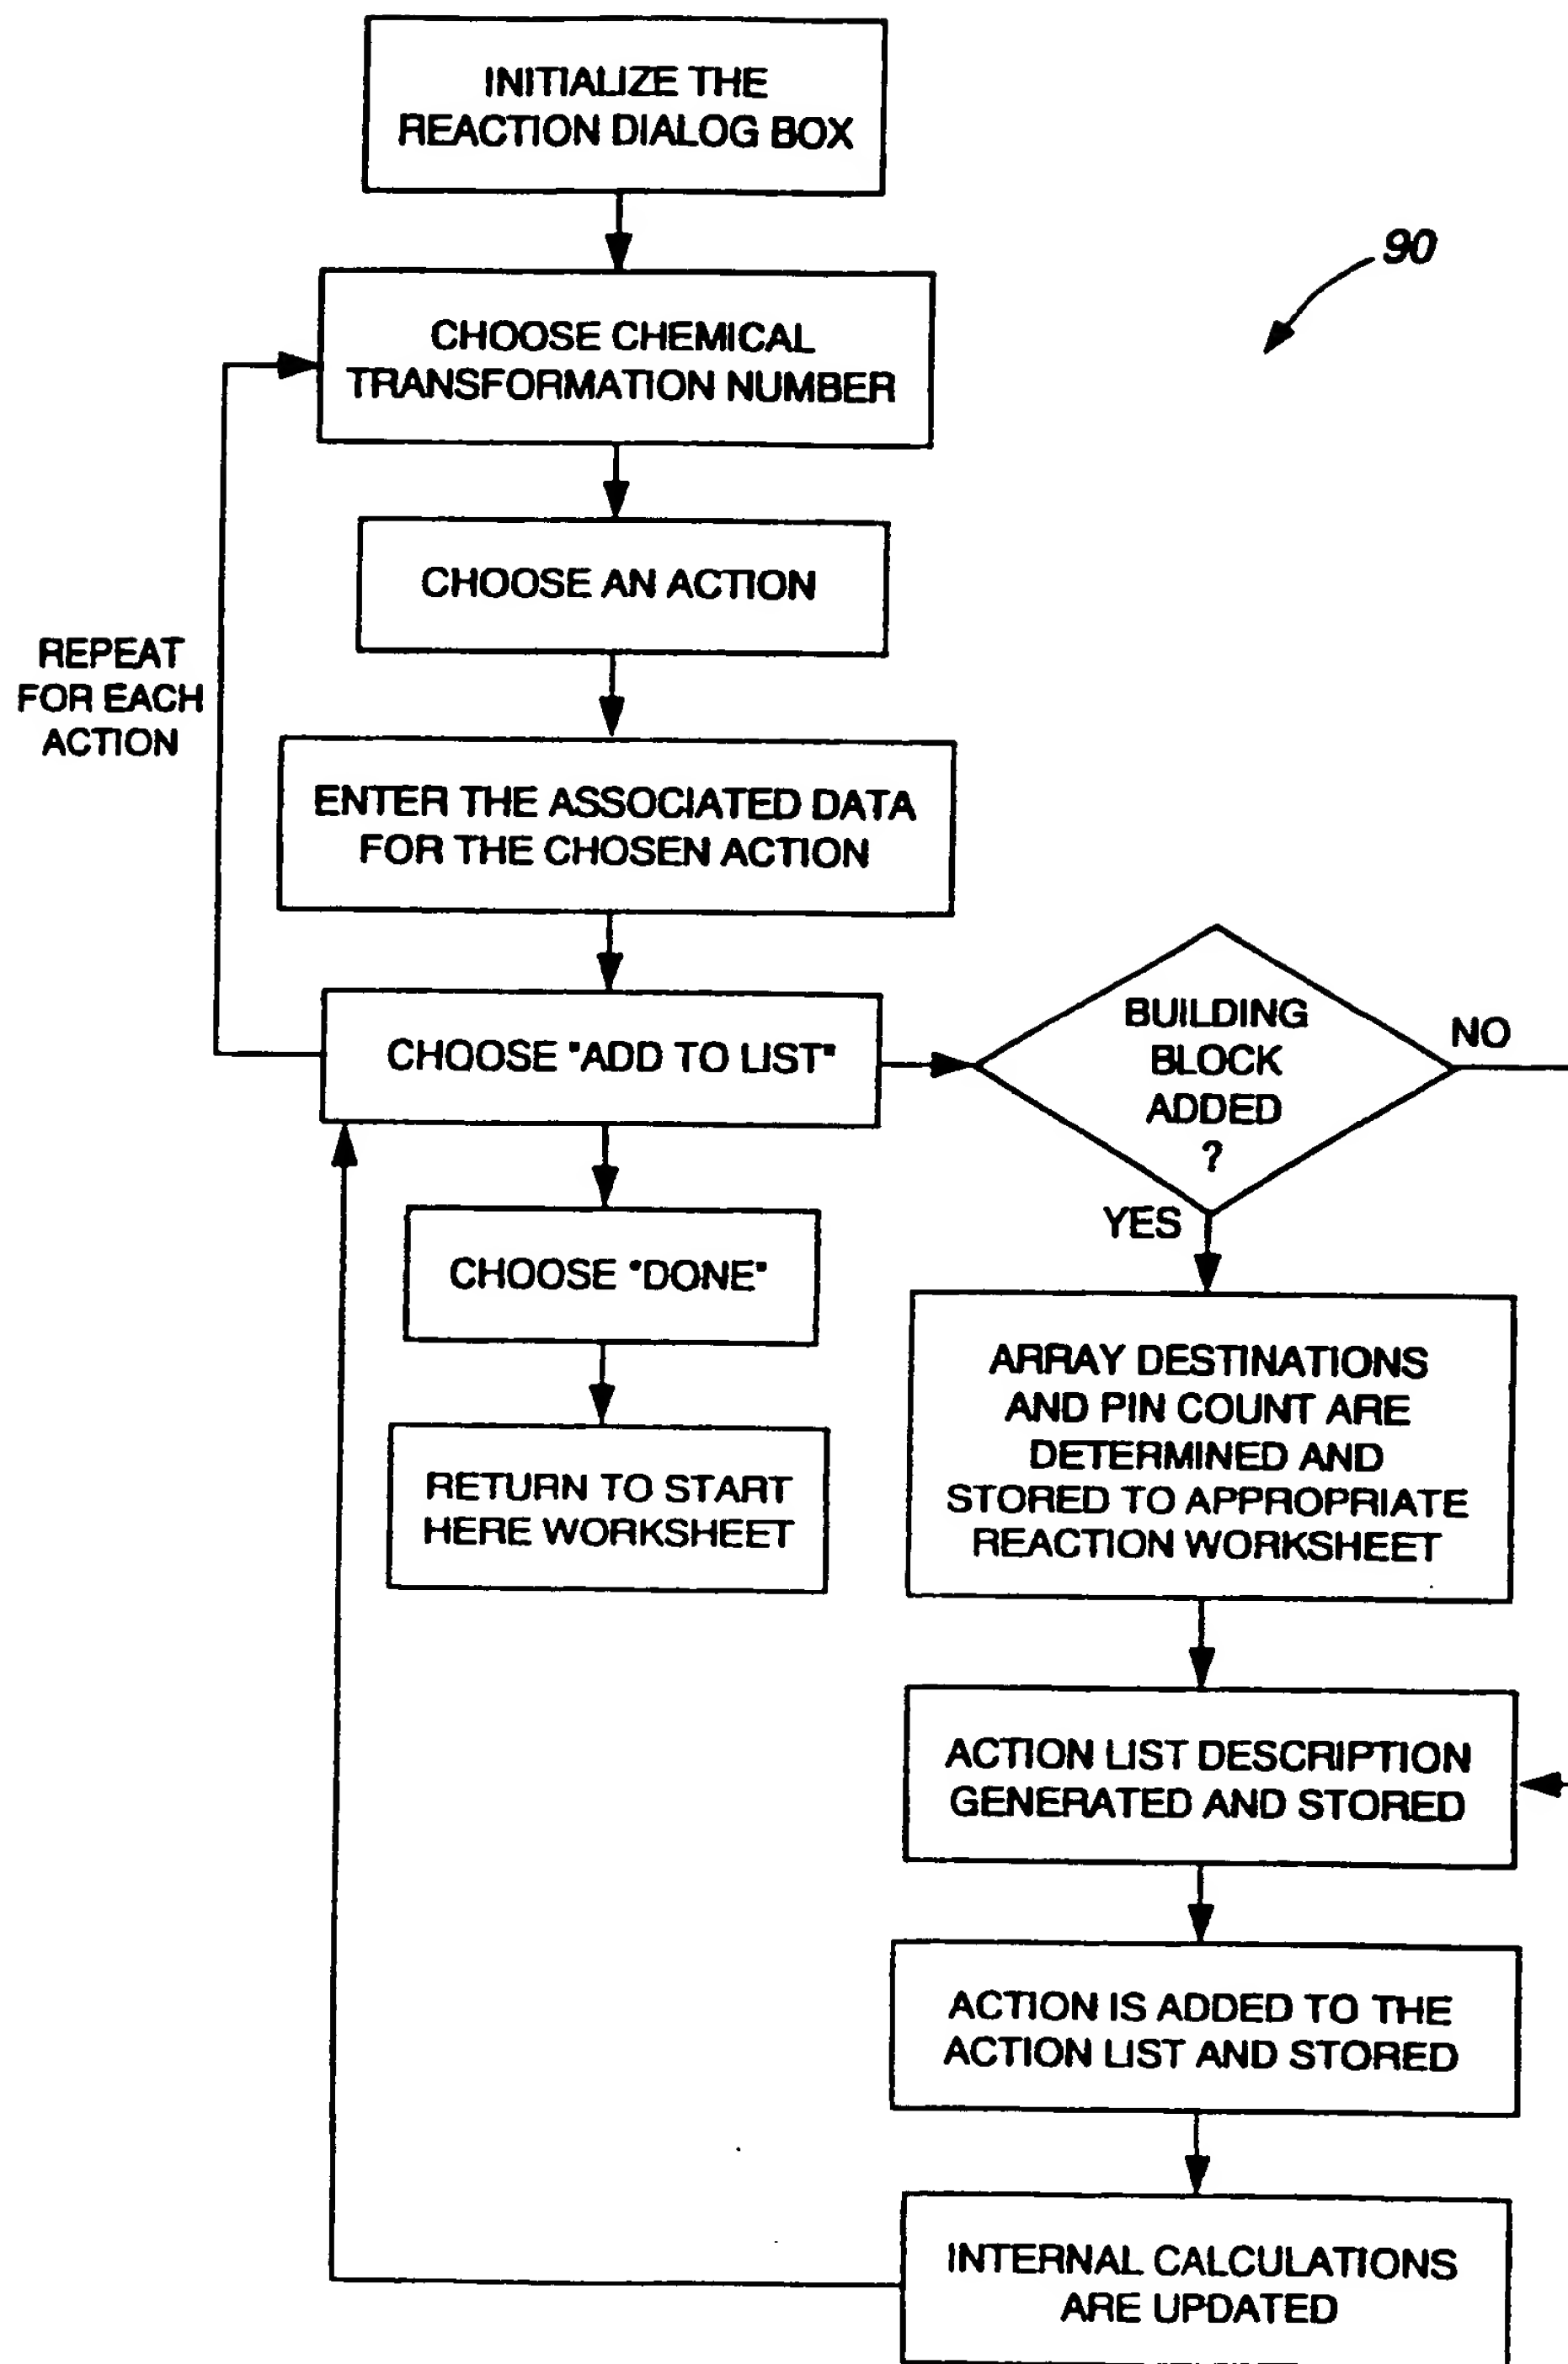 INITIALIZE THE
REACTION DIALOG BOX
90
CHOOSE CHEMICAL
TRANSFORMATION NUMBER
CHOOSE AN ACTION
REPEAT
FOR EACH
ACTION
ENTER THE ASSOCIATED DATA
FOR THE CHOSEN ACTION
CHOOSE "ADD TO LIST"
BUILDING
BLOCK
ADDED
?
NO
YES
CHOOSE "DONE"
RETURN TO START
HERE WORKSHEET
ARRAY DESTINATIONS
AND PIN COUNT ARE
DETERMINED AND
STORED TO APPROPRIATE
REACTION WORKSHEET
ACTION LIST DESCRIPTION
GENERATED AND STORED
ACTION IS ADDED TO THE
ACTION LIST AND STORED
INTERNAL CALCULATIONS
ARE UPDATED